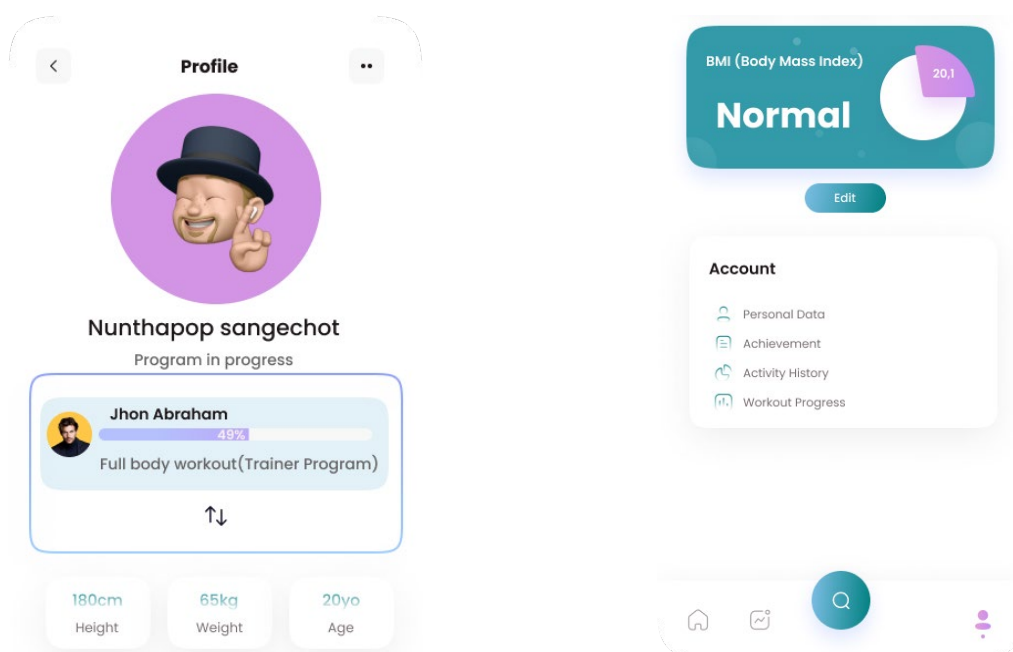 Profile
Nunthapop sangechot
Program in progress
Jhon Abraham
49%
Full body workout(Trainer Program)
180cm
Height
65kg
Weight
20yo
Age
BMI (Body Mass Index)
20,1
Normal
Edit
Account
Personal Data
Achievement
Activity History
Workout Progress